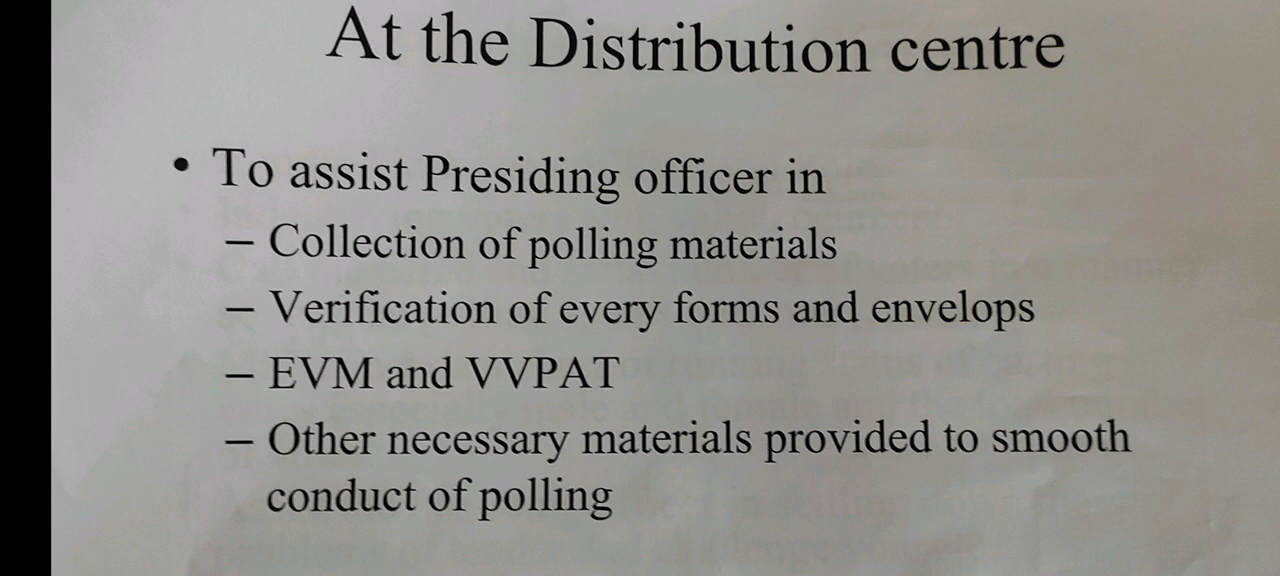 At the Distribution centre
• To assist Presiding officer in
– Collection of polling materials
– Verification of every forms and envelops
– EVM and VVPAT
– Other necessary materials provided to smooth
conduct of polling